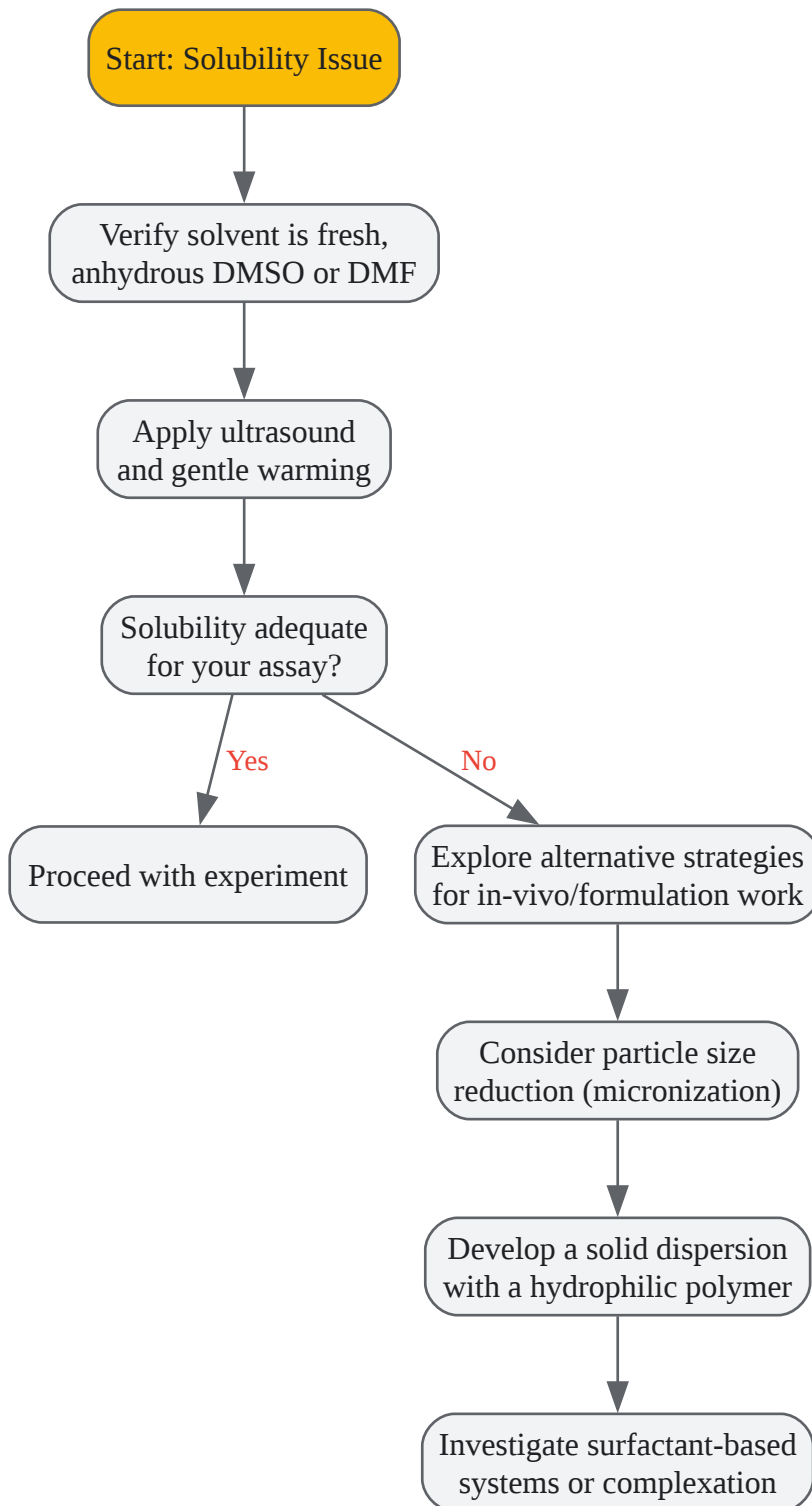 Start: Solubility Issue
Verify solvent is fresh,
anhydrous DMSO or DMF
Apply ultrasound
and gentle warming
Solubility adequate
for your assay?
Yes
No
Proceed with experiment
Explore alternative strategies
for in-vivo/formulation work
Consider particle size
reduction (micronization)
Develop a solid dispersion
with a hydrophilic polymer
Investigate surfactant-based
systems or complexation